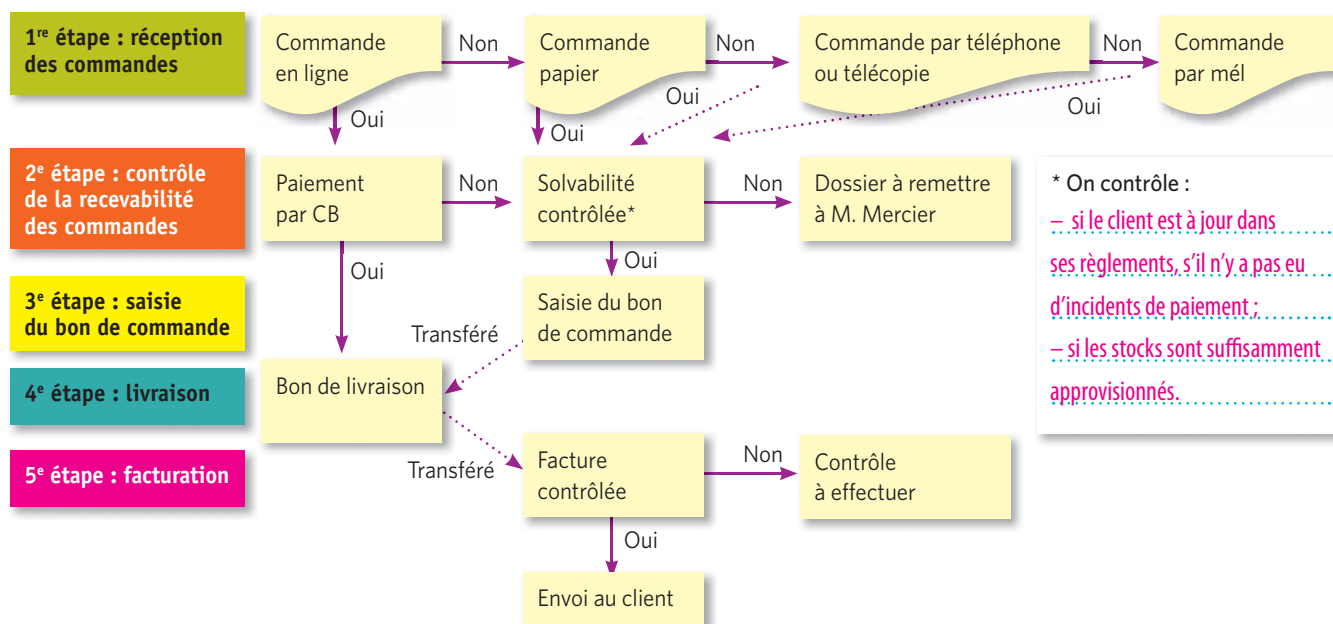 1re étape : réception
des commandes
Commande
en ligne
Non
Commande
papier
Non
Commande par téléphone
ou télécopie
Non
Commande
par mél
Oui
Oui
Oui
Oui
2e étape : contrôle
de la recevabilité
des commandes
Paiement
par CB
Non
Solvabilité
contrôlée*
Non
Dossier à remettre
à M. Mercier
* On contrôle :
– si le client est à jour dans
ses règlements, s'il n'y a pas eu
d'incidents de paiement ;
– si les stocks sont suffisamment
approvisionnés.
Oui
Oui
3e étape : saisie
du bon de commande
Saisie du bon
de commande
Transféré
4e étape : livraison
Bon de livraison
Transféré
5e étape : facturation
Facture
contrôlée
Non
Contrôle
à effectuer
Oui
Envoi au client